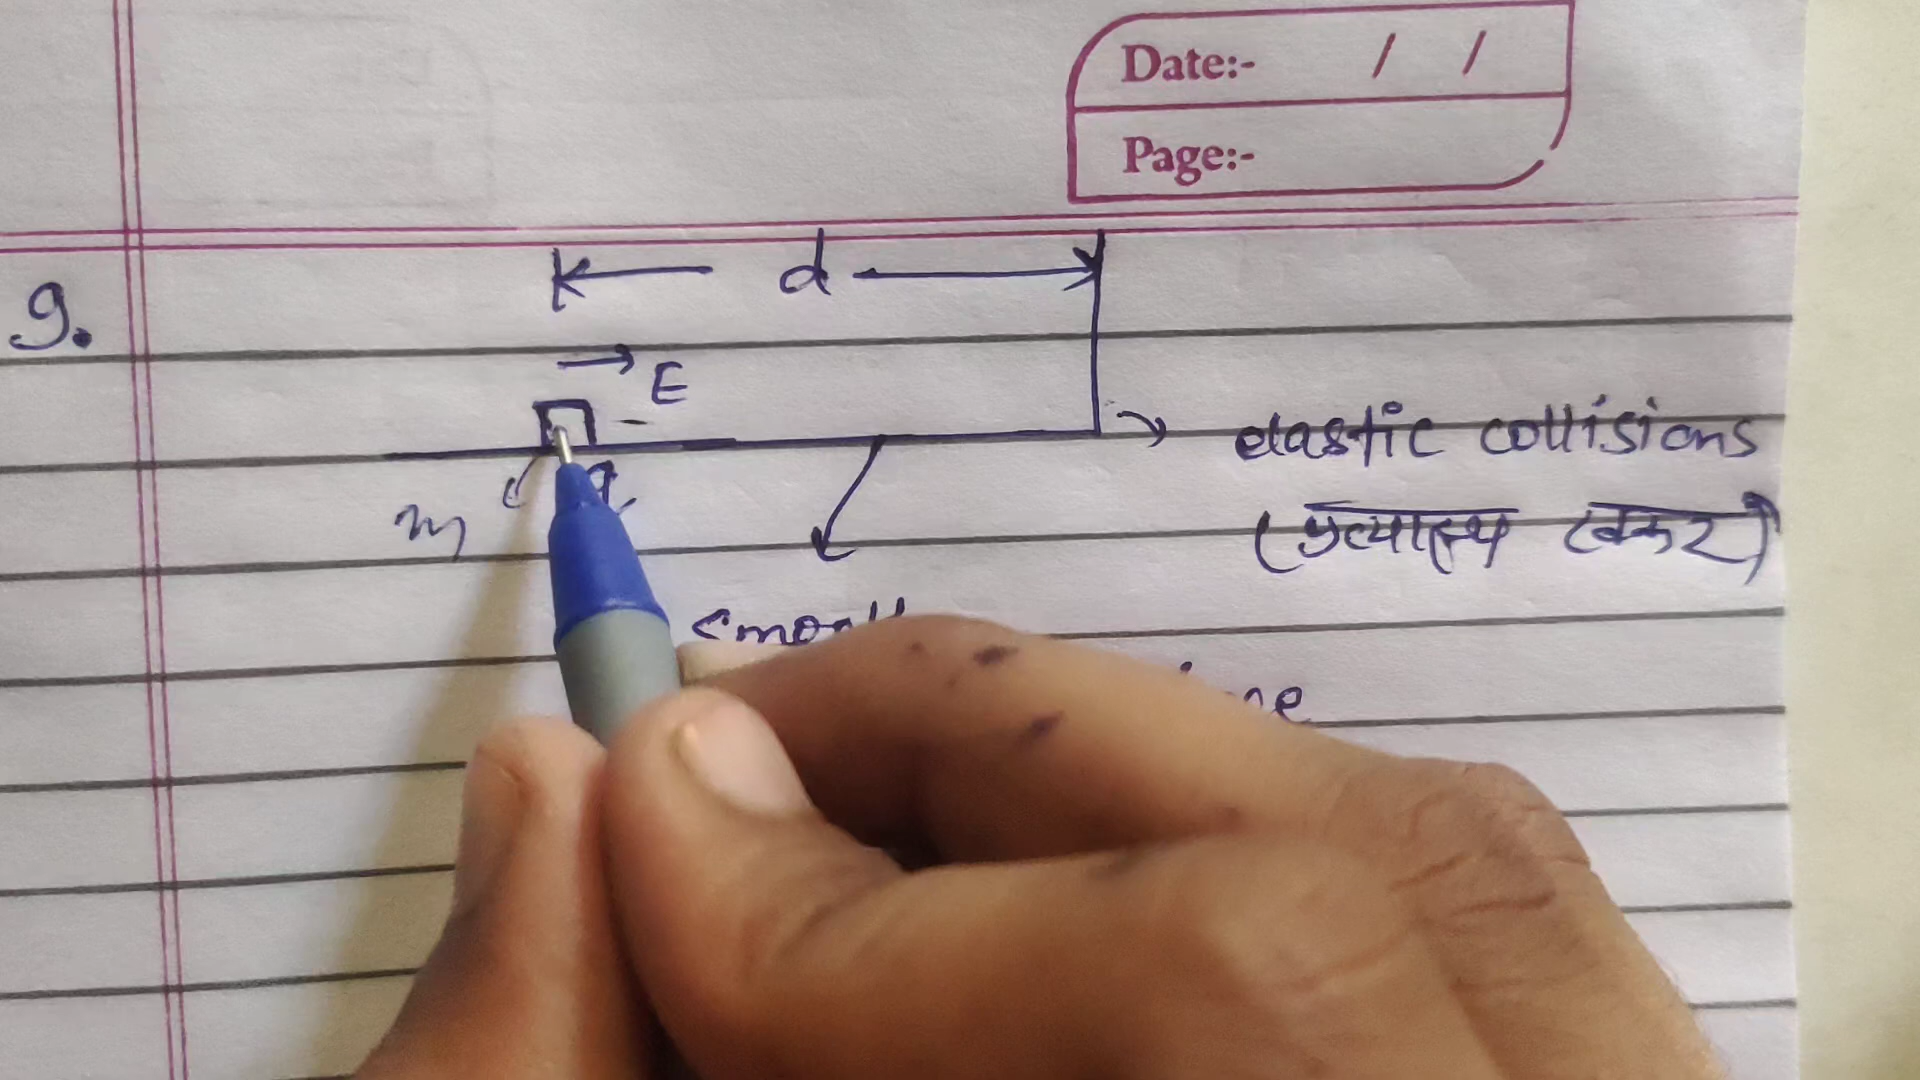 Date:- / /
Page:-
d
9.
E
elastic collisions
m q
(प्रत्यास्थ टक्कर)